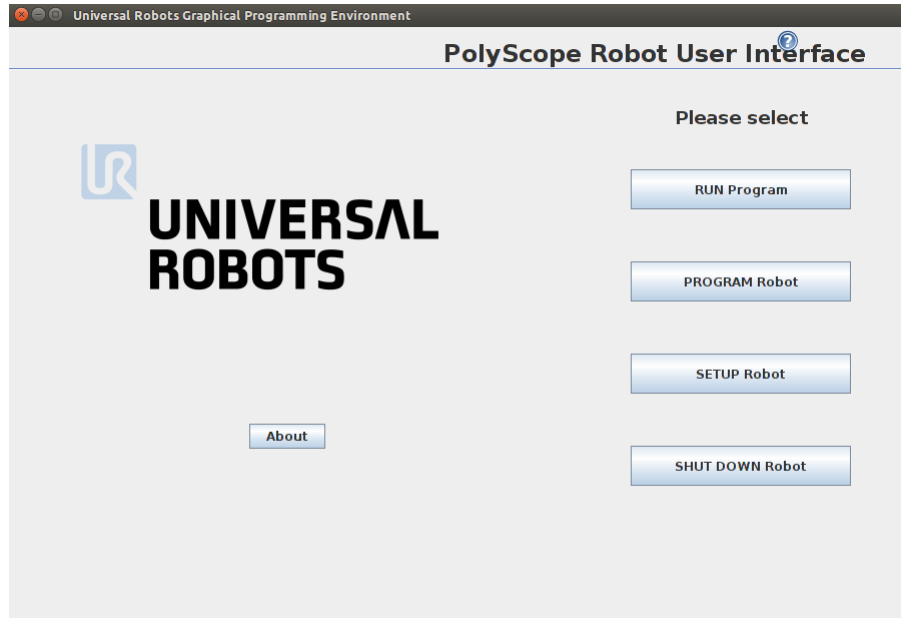 Universal Robots Graphical Programming Environment
PolyScope Robot User Interface
?
Please select
UR
UNIVERSAL
ROBOTS
RUN Program
PROGRAM Robot
SETUP Robot
About
SHUT DOWN Robot